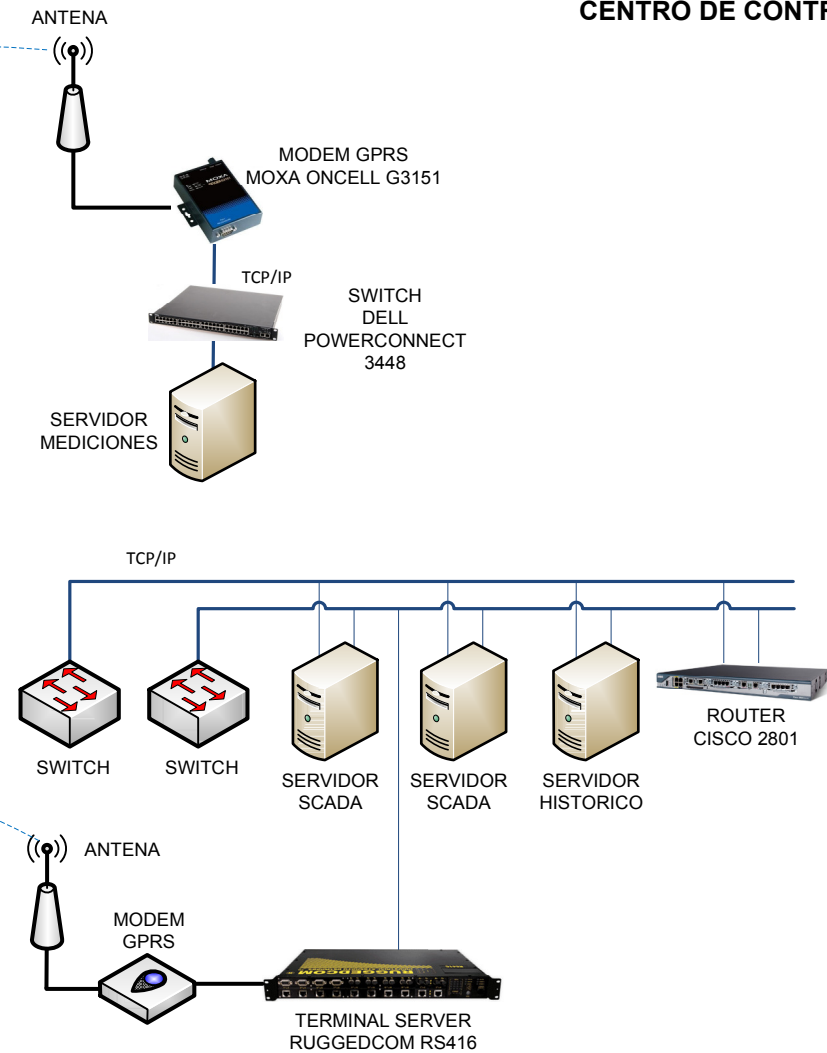 CENTRO DE CONTR
ANTENA
MODEM GPRS
MOXA ONCELL G3151
TCP/IP
SWITCH
DELL
POWERCONNECT
3448
SERVIDOR
MEDICIONES
TCP/IP
SWITCH
SWITCH
SERVIDOR
SCADA
SERVIDOR
SCADA
SERVIDOR
HISTORICO
ROUTER
CISCO 2801
ANTENA
MODEM
GPRS
RUGGEDCOM
TERMINAL SERVER
RUGGEDCOM RS416